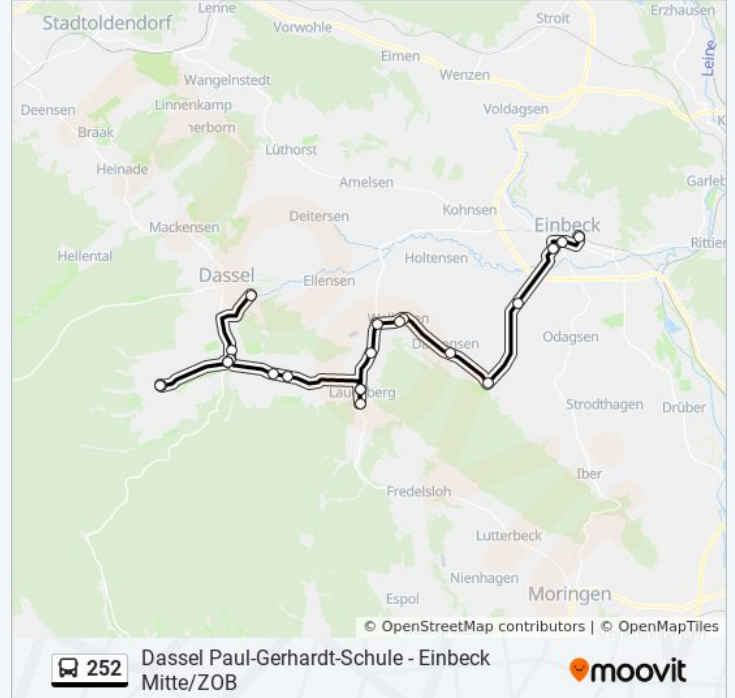 Lenne
Erzhausen
Stadtoldendorf
Vorwohle
Stroit
Eimen
Leine
Wenzen
Wangelnstedt
Deensen
Linnenkamp
Voldagsen
Braak
Lüthorst
Heinade
Amelsen
Kohnsen
Deitersen
Mackensen
Einbeck
Hellental
Holtensen
Dassel
Ellensen
Odagsen
Strodthagen
Drüber
Iber
Fredelsloh
Lutterbeck
Nienhagen
Moringen
Espol
© OpenStreetMap contributors | © OpenMapTiles
252
Dassel Paul-Gerhardt-Schule - Einbeck
Mitte/ZOB
moovit